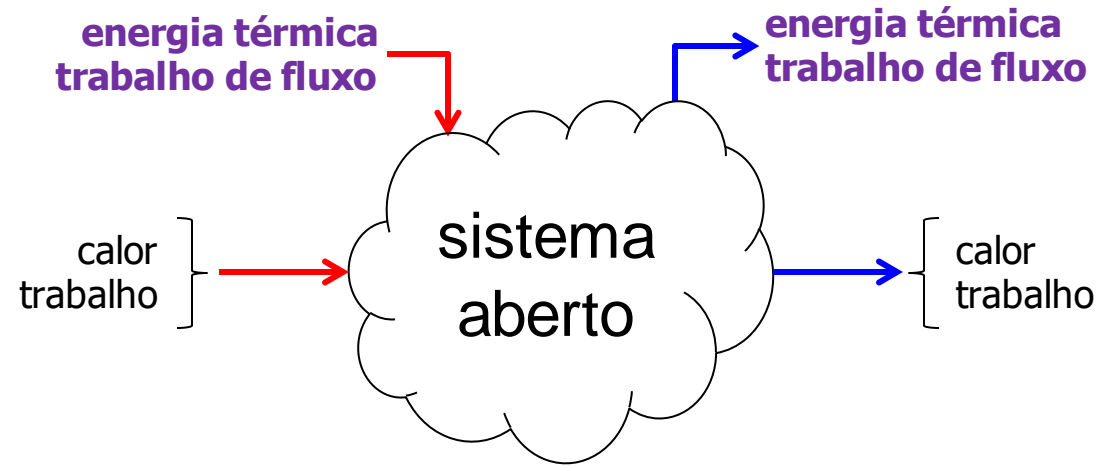 energia térmica
trabalho de fluxo
energia térmica
trabalho de fluxo
calor
trabalho
sistema
aberto
calor
trabalho